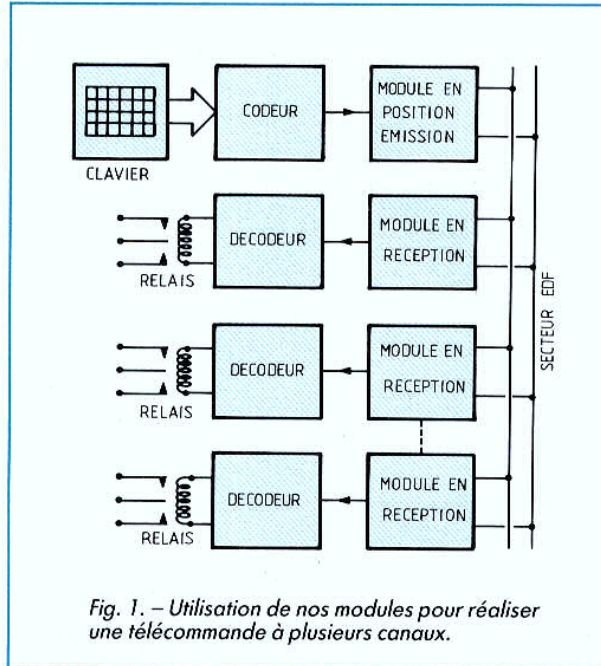 CLAVIER
CODEUR
MODULE EN
POSITION
EMISSION
RELAIS
DECODEUR
MODULE EN
RECEPTION
RELAIS
DECODEUR
MODULE EN
RECEPTION
RELAIS
DECODEUR
MODULE EN
RECEPTION
SECTEUR EDF
Fig. 1. – Utilisation de nos modules pour réaliser
une télécommande à plusieurs canaux.